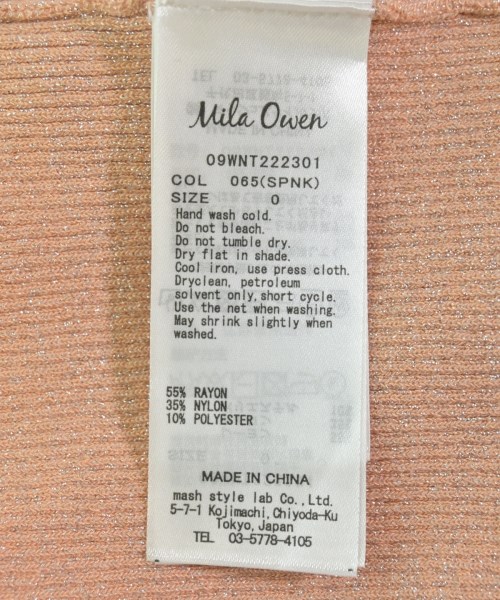 Mila Owen
09WNT222301
COL 065(SPNK)
SIZE 0
Hand wash cold.
Do not bleach.
Do not tumble dry.
Dry flat in shade.
Cool iron, use press cloth.
Dryclean, petroleum
solvent only,short cycle.
Use the net when washing.
May shrink slightly when
washed.
55% RAYON
35% NYLON
10% POLYESTER
MADE IN CHINA
mash style lab Co.,Ltd.
5-7-1 Kojimachi,Chiyoda-Ku
Tokyo,Japan
TEL 03-5778-4105